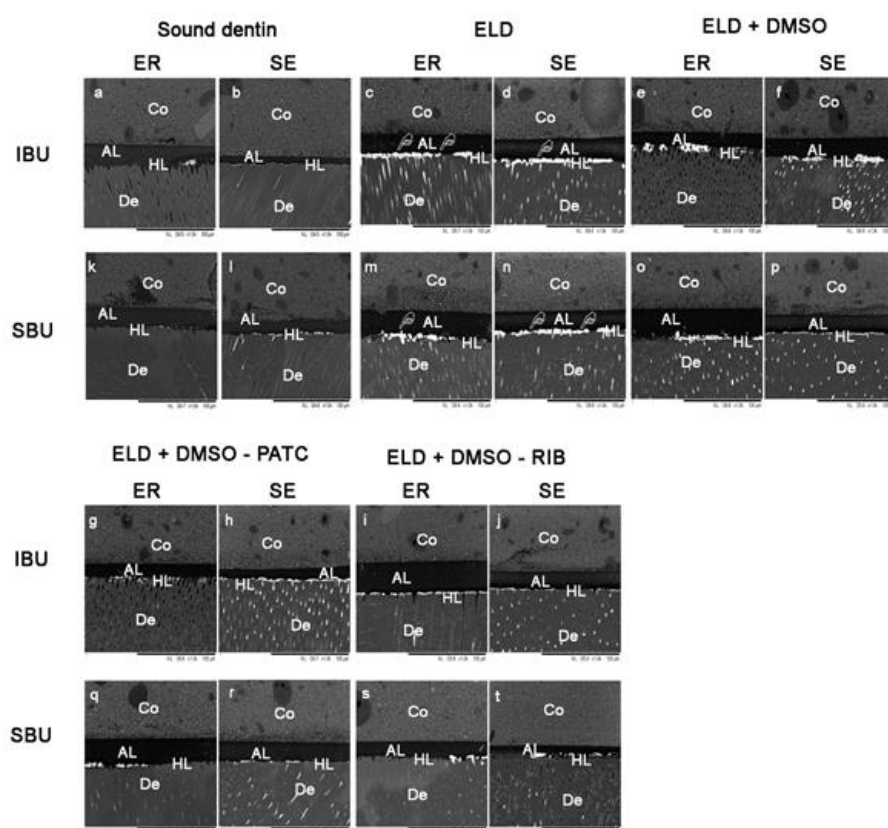 Sound dentin ELD ELD + DMSO
ER SE ER SE ER SE
IBU
a b c d e f
Co Co Co Co Co Co
AL AL AL AL AL AL
HL HL HL HL HL HL
De De De De De De
SBU
k l m n o p
Co Co Co Co Co Co
AL AL AL AL AL AL
HL HL HL HL HL HL
De De De De De De
ELD + DMSO - PATC ELD + DMSO - RIB
ER SE ER SE
IBU
g h i j
Co Co Co Co
AL AL AL AL
HL HL HL HL
De De De De
SBU
q r s t
Co Co Co Co
AL AL AL AL
HL HL HL HL
De De De De